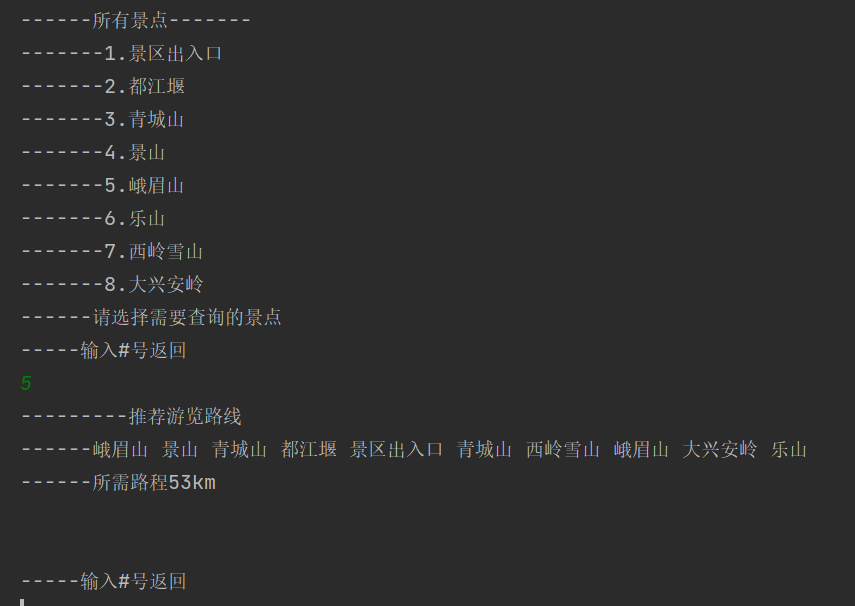 ------所有景点-------
-------1.景区出入口
-------2.都江堰
-------3.青城山
-------4.景山
-------5.峨眉山
-------6.乐山
-------7.西岭雪山
-------8.大兴安岭
------请选择需要查询的景点
-----输入#号返回
5
---------推荐游览路线
------峨眉山 景山 青城山 都江堰 景区出入口 青城山 西岭雪山 峨眉山 大兴安岭 乐山
------所需路程53km
-----输入#号返回